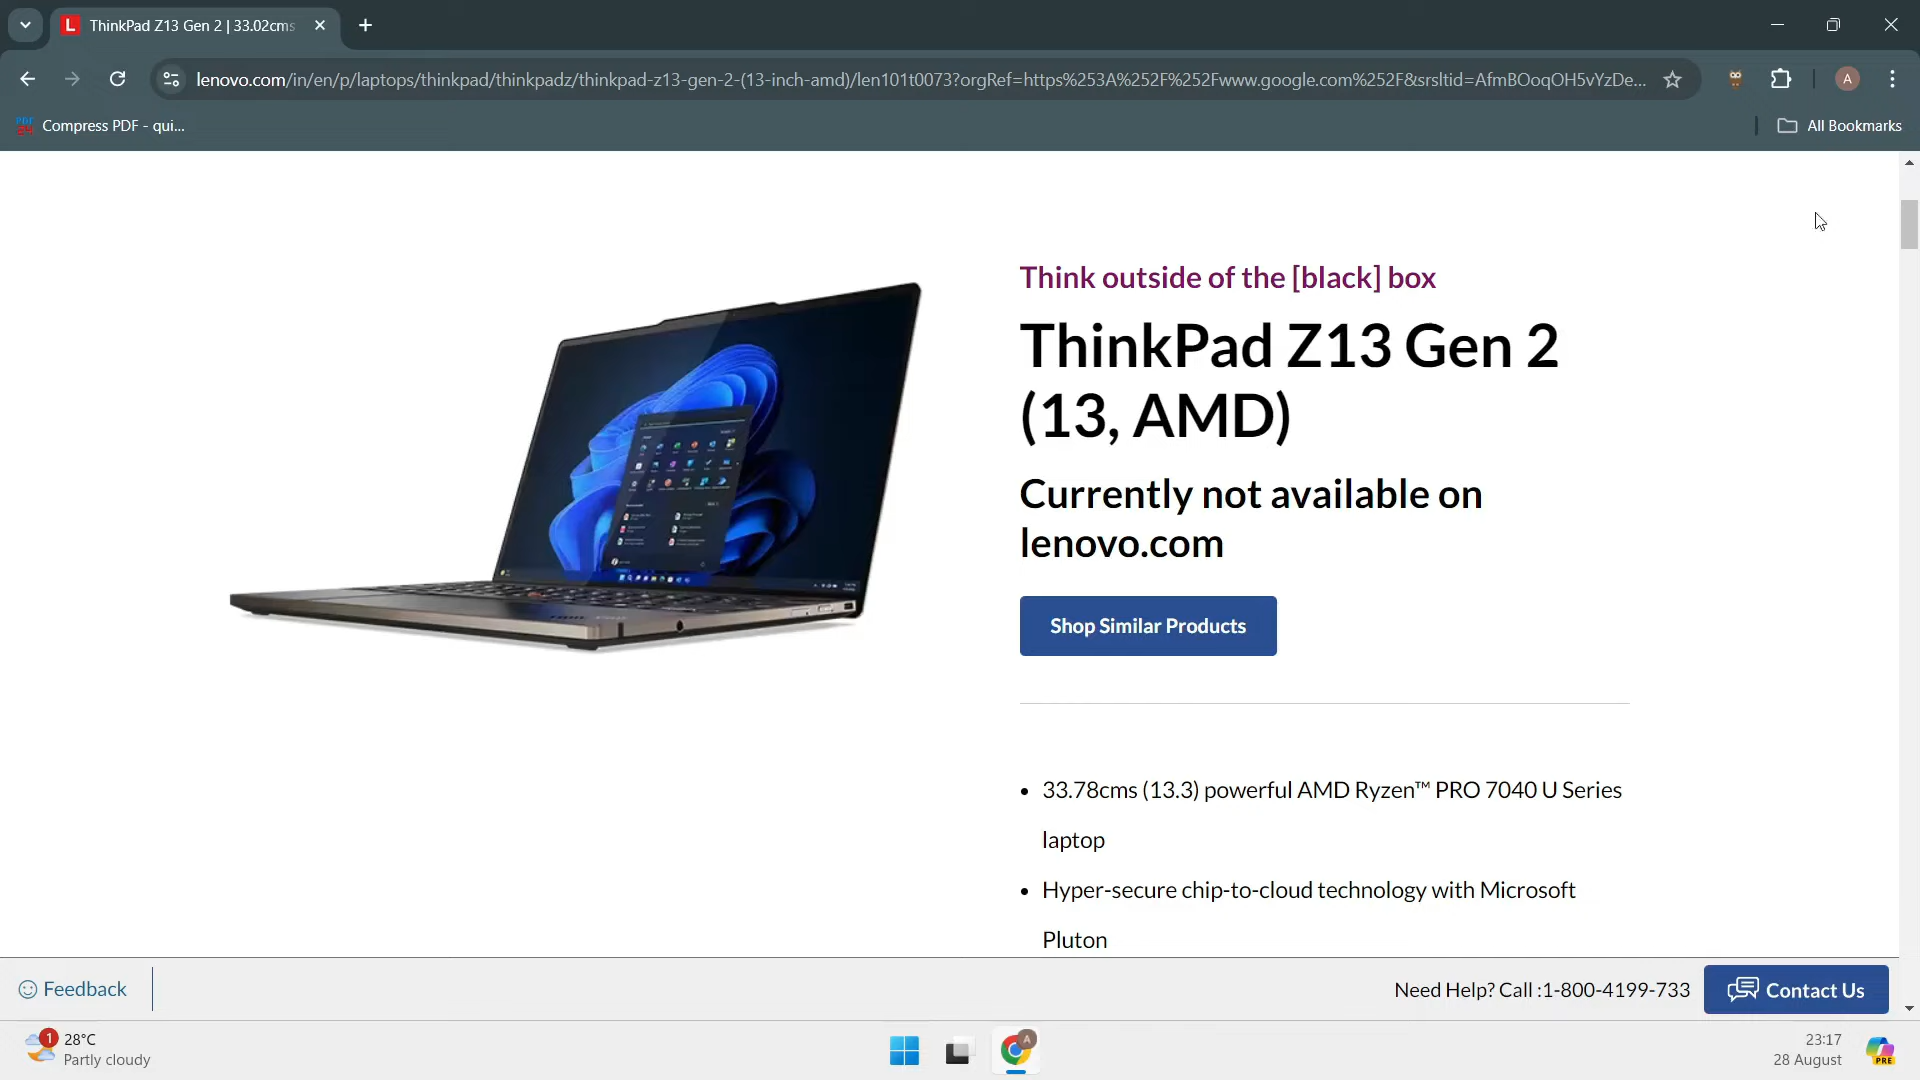 L ThinkPad Z13 Gen 2 | 33.02cms
lenovo.com/in/en/p/laptops/thinkpad/thinkpadz/thinkpad-z13-gen-2-(13-inch-amd)/len101t0073?orgRef=https%253A%252F%252Fwww.google.com%252F&srsltid=AfmBOoqOH5vYzDe...
A
Compress PDF - qui...
All Bookmarks
Think outside of the [black] box
ThinkPad Z13 Gen 2
(13, AMD)
Currently not available on
lenovo.com
Shop Similar Products
• 33.78cms (13.3) powerful AMD Ryzen™ PRO 7040 U Series
laptop
• Hyper-secure chip-to-cloud technology with Microsoft
Pluton
Feedback
Need Help? Call :1-800-4199-733
Contact Us
1
28°C
Partly cloudy
A
23:17
28 August
PRE